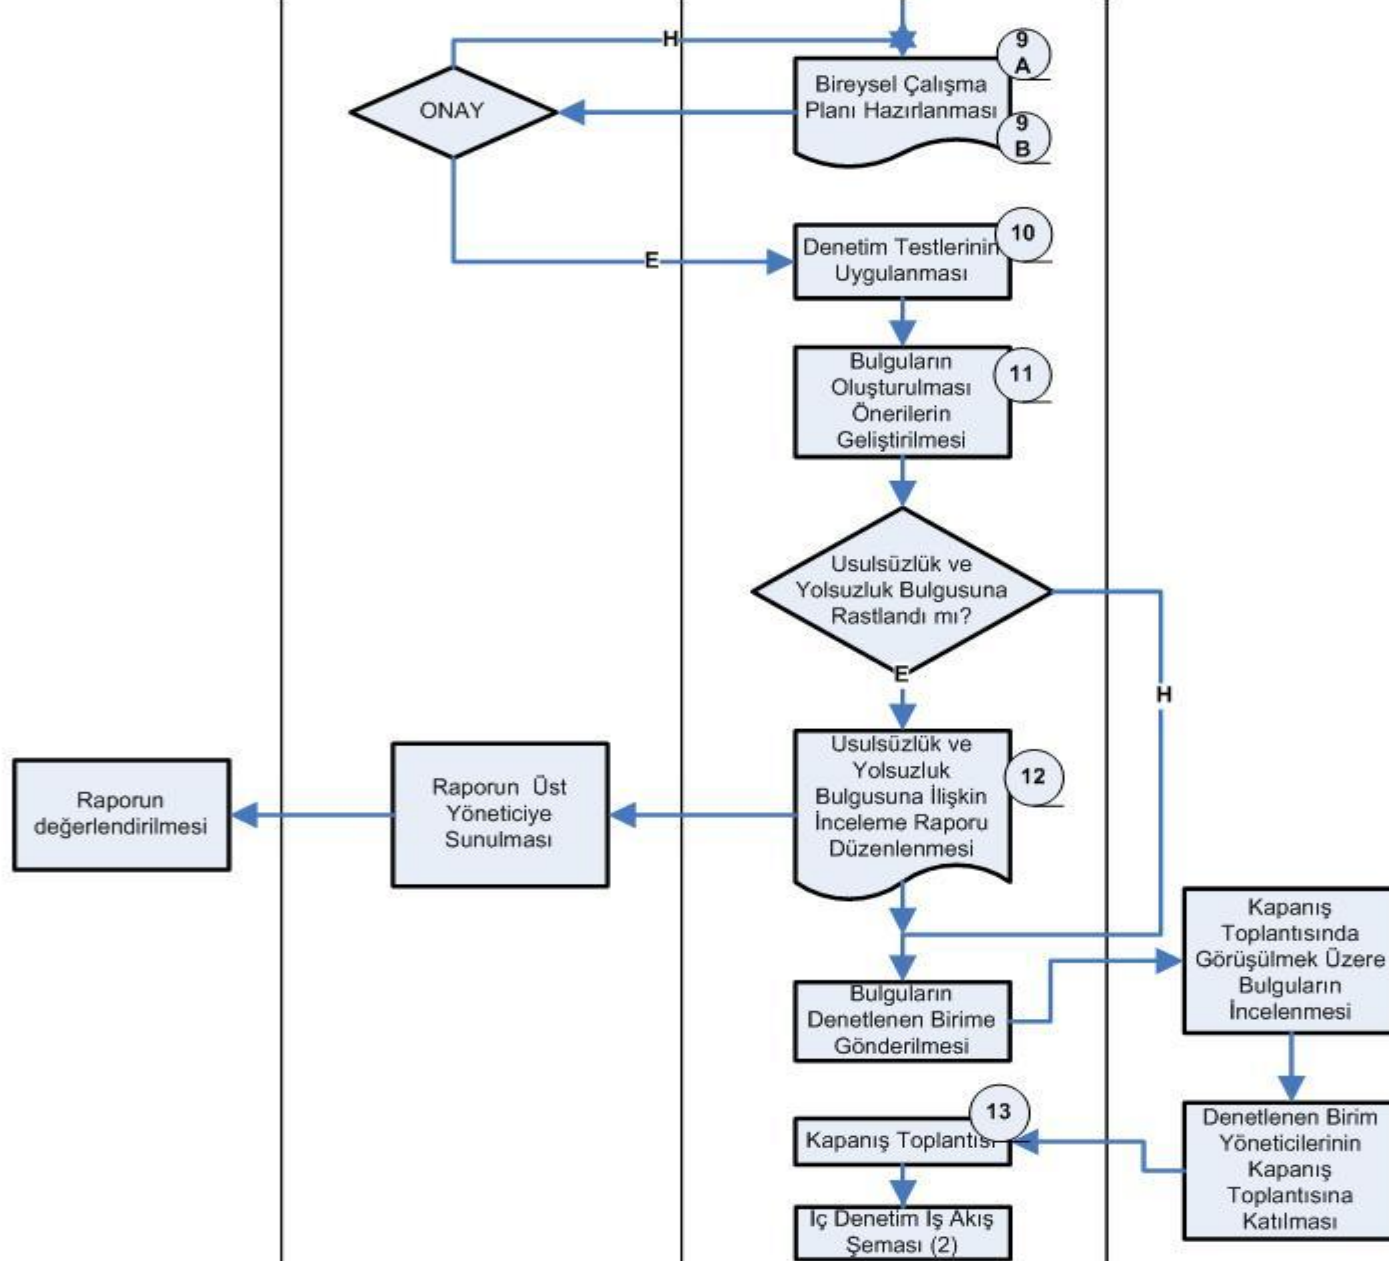 H
9
A
Bireysel Çalışma
Planı Hazırlanması
ONAY
9
B
10
Denetim Testlerinin
Uygulanması
E
11
Bulguların
Oluşturulması
Önerilerin
Geliştirilmesi
Usulsüzlük ve
Yolsuzluk Bulgusuna
Rastlandı mı?
E
H
Usulsüzlük ve
Yolsuzluk
Bulgusuna İlişkin
İnceleme Raporu
Düzenlenmesi
12
Raporun Üst
Yöneticiye
Sunulması
Raporun
değerlendirilmesi
Kapanış
Toplantısında
Görüşülmek Üzere
Bulguların
İncelenmesi
Bulguların
Denetlenen Birime
Gönderilmesi
13
Kapanış Toplantısı
Denetlenen Birim
Yöneticilerinin
Kapanış
Toplantısına
Katılması
İç Denetim İş Akış
Şeması (2)